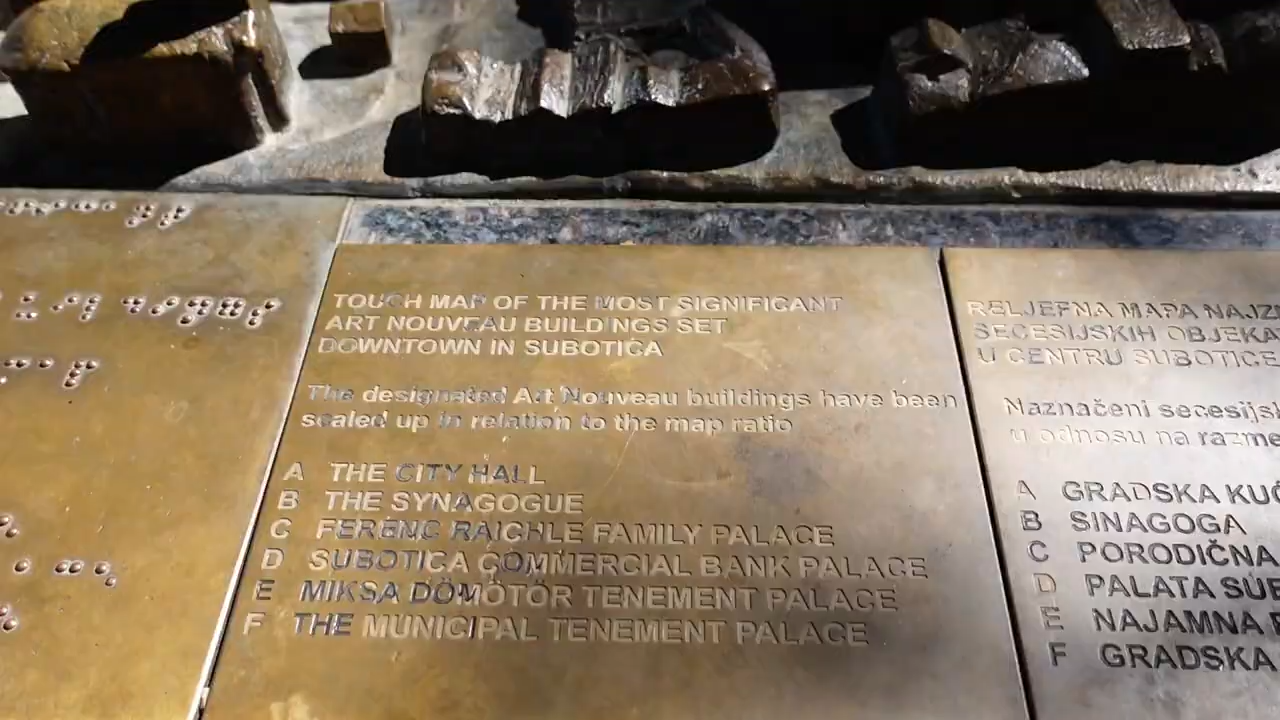 TOUCH MAP OF THE MOST SIGNIFICANT
ART NOUVEAU BUILDINGS SET
DOWNTOWN IN SUBOTICA
The designated Art Nouveau buildings have been
scaled up in relation to the map ratio
A THE CITY HALL
B THE SYNAGOGUE
C FERENC RAICHLE FAMILY PALACE
D SUBOTICA COMMERCIAL BANK PALACE
E MIKSA DÖMÖTÖR TENEMENT PALACE
F THE MUNICIPAL TENEMENT PALACE
RELJEFNA MAPA
SECESIJSKIH
U CENTRU SUBOTICE
Naznačeni
u odnosu na
A GRADSKA
B SINAGOGA
C PORODIČNA
D PALATA
E NAJAMNA
F GRADSKA